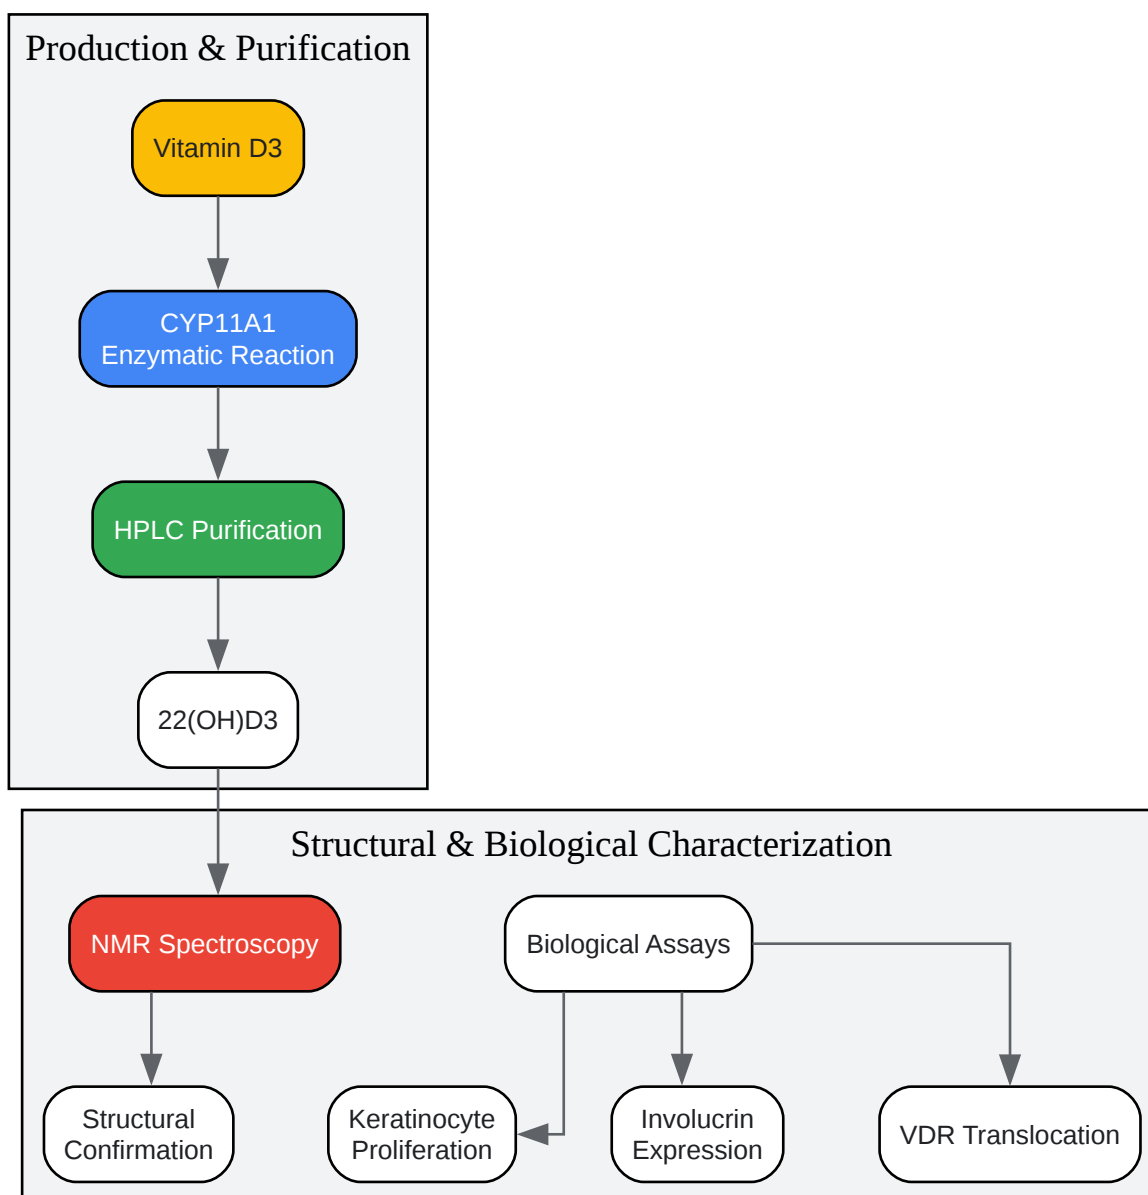 Production & Purification
Vitamin D3
CYP11A1
Enzymatic Reaction
HPLC Purification
22(OH)D3
Structural & Biological Characterization
NMR Spectroscopy
Biological Assays
Structural
Confirmation
Keratinocyte
Proliferation
Involucrin
Expression
VDR Translocation